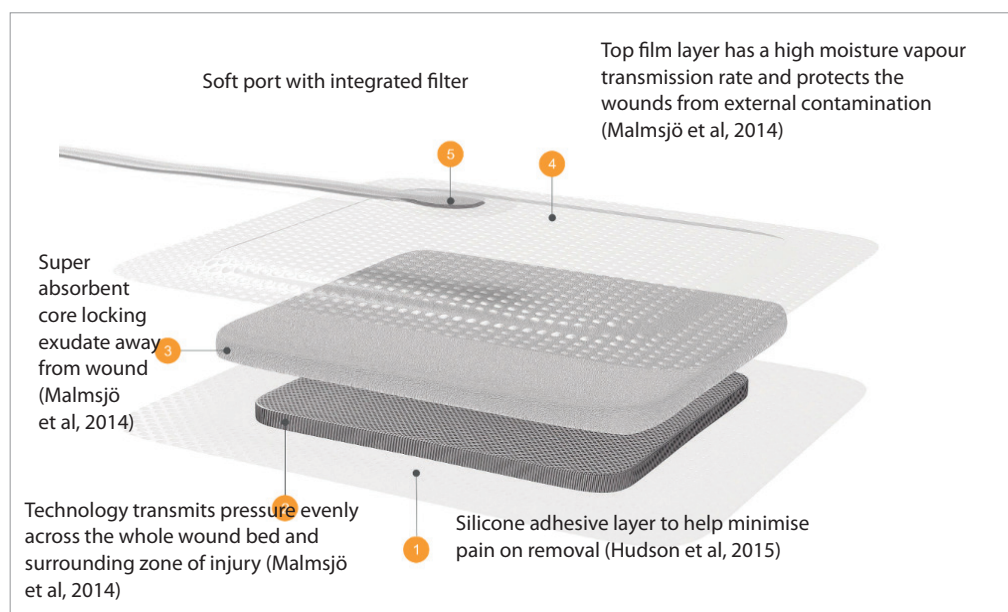 Soft port with integrated filter
Top film layer has a high moisture vapour
transmission rate and protects the
wounds from external contamination
(Malmsjö et al, 2014)
5
4
Super
absorbent
core locking
exudate away
from wound
(Malmsjö
et al, 2014)
3
Technology transmits pressure evenly
across the whole wound bed and
surrounding zone of injury (Malmsjö
et al, 2014)
2
1
Silicone adhesive layer to help minimise
pain on removal (Hudson et al, 2015)